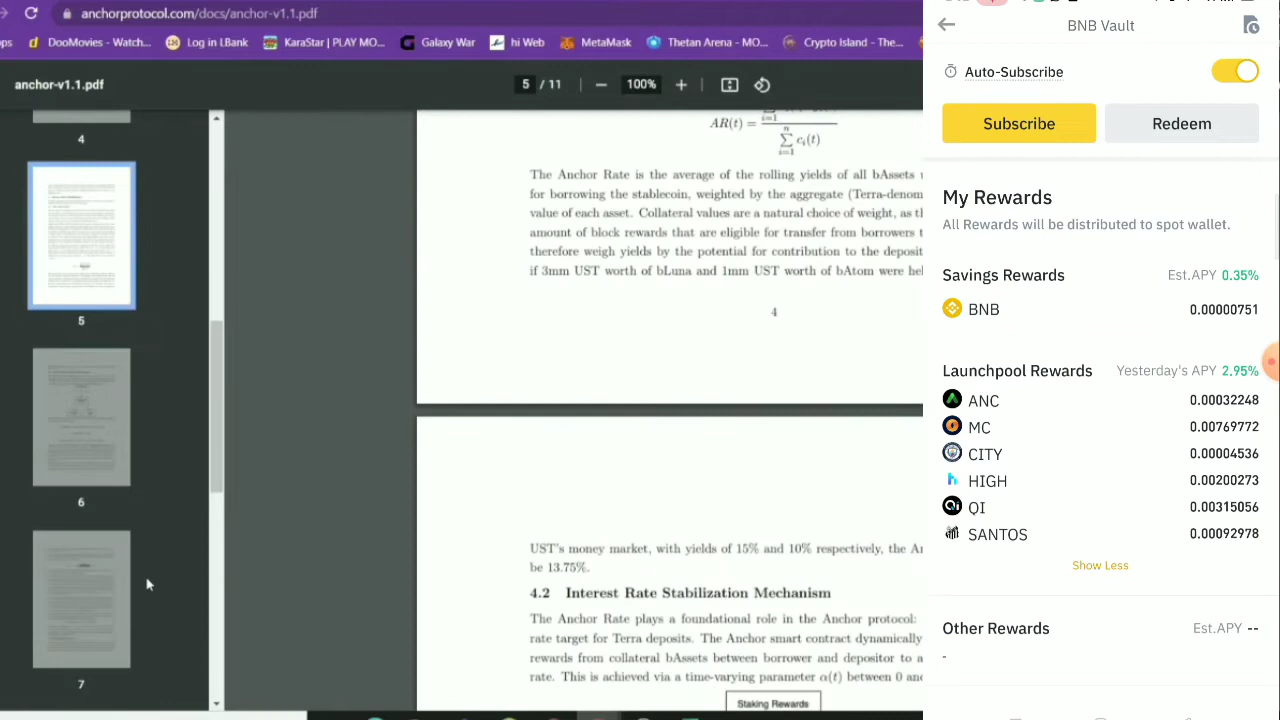 anchorprotocol.com/docs/anchor-v1.1.pdf
DooMovies - Watch... Log in LBank KaraStar | PLAY MO... Galaxy War hi Web MetaMask Thetan Arena - MO... Crypto Island - The...
anchor-v1.1.pdf 5 / 11 100%
4
5
6
7
AR(t) =
n
∑ ci(t)
i=1
The Anchor Rate is the average of the rolling yields of all bAssets
for borrowing the stablecoin, weighted by the aggregate (Terra-denom
value of each asset. Collateral values are a natural choice of weight, as th
amount of block rewards that are eligible for transfer from borrowers t
therefore weigh yields by the potential for contribution to the deposit
if 3mm UST worth of bLuna and 1mm UST worth of bAtom were hel
4
UST's money market, with yields of 15% and 10% respectively, the An
be 13.75%.
4.2 Interest Rate Stabilization Mechanism
The Anchor Rate plays a foundational role in the Anchor protocol:
rate target for Terra deposits. The Anchor smart contract dynamically
rewards from collateral bAssets between borrower and depositor to a
rate. This is achieved via a time-varying parameter α(t) between 0 and
Staking Rewards
BNB Vault
Auto-Subscribe
Subscribe Redeem
My Rewards
All Rewards will be distributed to spot wallet.
Savings Rewards Est.APY 0.35%
BNB 0.00000751
Launchpool Rewards Yesterday's APY 2.95%
ANC 0.00032248
MC 0.00769772
CITY 0.00004536
HIGH 0.00200273
QI 0.00315056
SANTOS 0.00092978
Show Less
Other Rewards Est.APY --
-